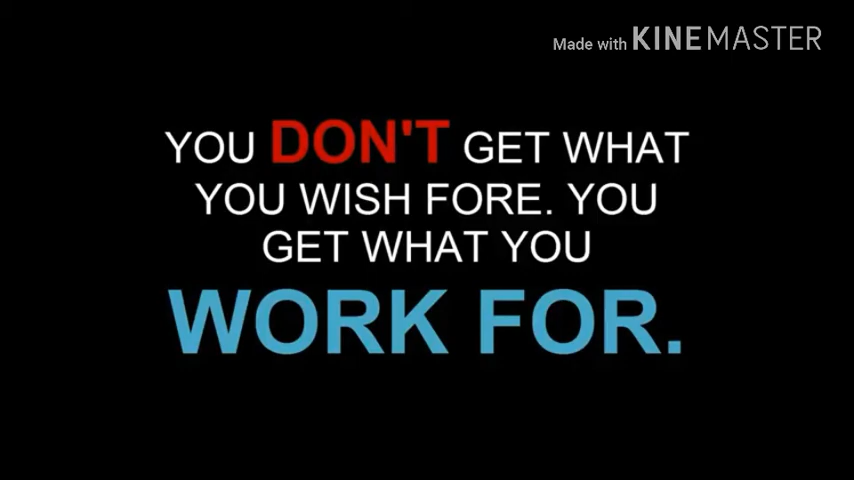 Made with KINEMASTER
YOU DON'T GET WHAT
YOU WISH FORE. YOU
GET WHAT YOU
WORK FOR.